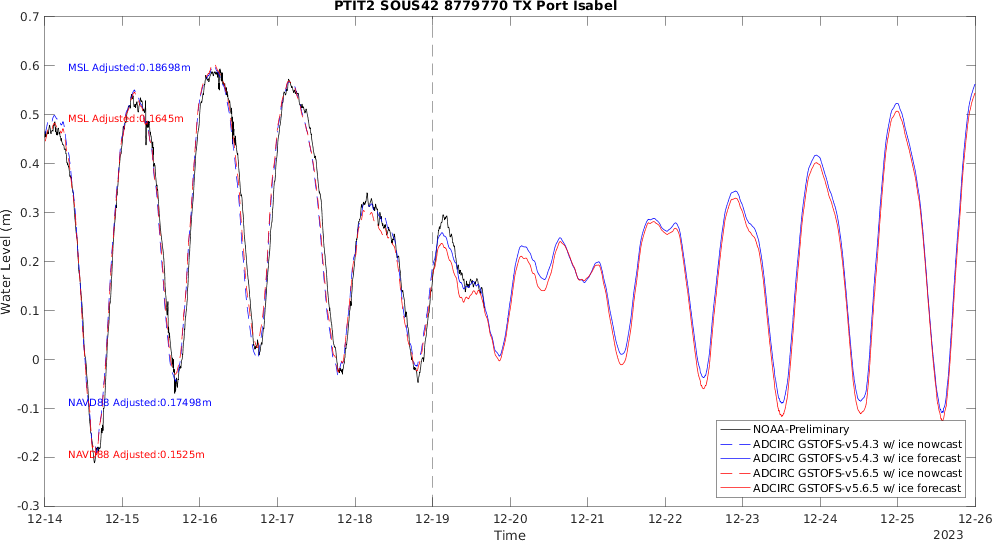 PTIT2 SOUS42 8779770 TX Port Isabel
0.7
0.6
0.5
0.4
0.3
0.2
0.1
0
-0.1
-0.2
-0.3
Water Level (m)
MSL Adjusted:0.18698m
MSL Adjusted:0.1645m
NAVD88 Adjusted:0.17498m
NAVD88 Adjusted:0.1525m
NOAA-Preliminary
ADCIRC GSTOFS-v5.4.3 w/ ice nowcast
ADCIRC GSTOFS-v5.4.3 w/ ice forecast
ADCIRC GSTOFS-v5.6.5 w/ ice nowcast
ADCIRC GSTOFS-v5.6.5 w/ ice forecast
12-14 12-15 12-16 12-17 12-18 12-19 12-20 12-21 12-22 12-23 12-24 12-25 12-26
Time
2023